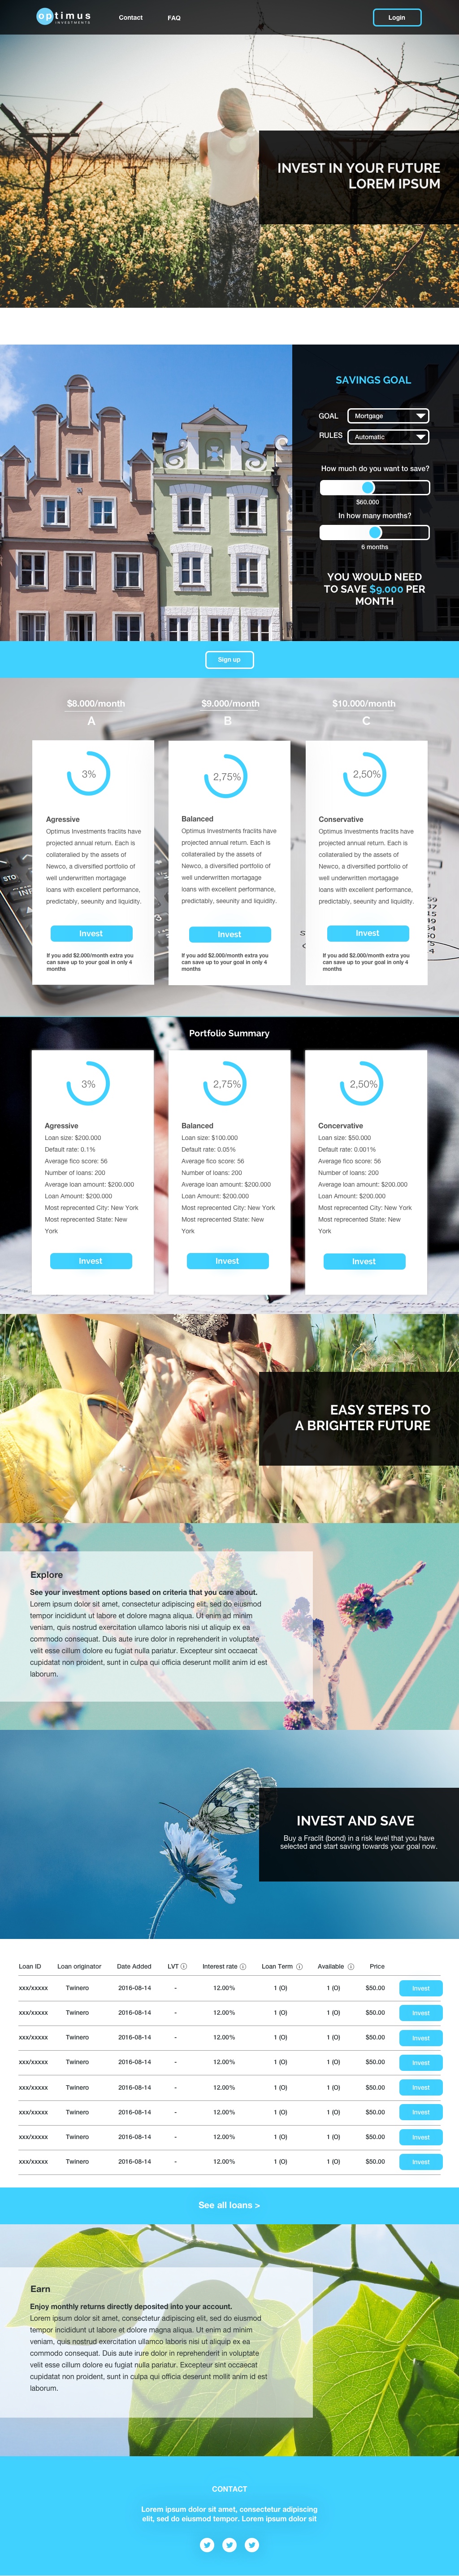 optimus
INVESTMENTS
Contact FAQ Login
INVEST IN YOUR FUTURE
LOREM IPSUM
SAVINGS GOAL
GOAL Mortgage
RULES Automatic
How much do you want to save?
$60.000
In how many months?
6 months
YOU WOULD NEED
TO SAVE $9.000 PER
MONTH
Sign up
$8.000/month
A
3%
Agressive
Optimus Investments fraclits have
projected annual return. Each is
collateralied by the assets of
Newco, a diversified portfolio of
well underwritten mortagage
loans with excellent performance,
predictably, seeunity and liquidity.
Invest
If you add $2.000/month extra you
can save up to your goal in only 4
months
$9.000/month
B
2,75%
Balanced
Optimus Investments fraclits have
projected annual return. Each is
collateralied by the assets of
Newco, a diversified portfolio of
well underwritten mortagage
loans with excellent performance,
predictably, seeunity and liquidity.
Invest
If you add $2.000/month extra you
can save up to your goal in only 4
months
$10.000/month
C
2,50%
Conservative
Optimus Investments fraclits have
projected annual return. Each is
collateralied by the assets of
Newco, a diversified portfolio of
well underwritten mortagage
loans with excellent performance,
predictably, seeunity and liquidity.
Invest
If you add $2.000/month extra you
can save up to your goal in only 4
months
Portfolio Summary
3%
Agressive
Loan size: $200.000
Default rate: 0.1%
Average fico score: 56
Number of loans: 200
Average loan amount: $200.000
Loan Amount: $200.000
Most reprecented City: New York
Most reprecented State: New
York
Invest
2,75%
Balanced
Loan size: $100.000
Default rate: 0.05%
Average fico score: 56
Number of loans: 200
Average loan amount: $200.000
Loan Amount: $200.000
Most reprecented City: New York
Most reprecented State: New
York
Invest
2,50%
Concervative
Loan size: $50.000
Default rate: 0.001%
Average fico score: 56
Number of loans: 200
Average loan amount: $200.000
Loan Amount: $200.000
Most reprecented City: New York
Most reprecented State: New
York
Invest
EASY STEPS TO
A BRIGHTER FUTURE
Explore
See your investment options based on criteria that you care about.
Lorem ipsum dolor sit amet, consectetur adipiscing elit, sed do eiusmod
tempor incididunt ut labore et dolore magna aliqua. Ut enim ad minim
veniam, quis nostrud exercitation ullamco laboris nisi ut aliquip ex ea
commodo consequat. Duis aute irure dolor in reprehenderit in voluptate
velit esse cillum dolore eu fugiat nulla pariatur. Excepteur sint occaecat
cupidatat non proident, sunt in culpa qui officia deserunt mollit anim id est
laborum.
INVEST AND SAVE
Buy a Fraclit (bond) in a risk level that you have
selected and start saving towards your goal now.
Loan ID Loan originator Date Added LVT Interest rate Loan Term Available Price
xxx/xxxxx Twinero 2016-08-14 - 12.00% 1 (O) 1 (O) $50.00 Invest
xxx/xxxxx Twinero 2016-08-14 - 12.00% 1 (O) 1 (O) $50.00 Invest
xxx/xxxxx Twinero 2016-08-14 - 12.00% 1 (O) 1 (O) $50.00 Invest
xxx/xxxxx Twinero 2016-08-14 - 12.00% 1 (O) 1 (O) $50.00 Invest
xxx/xxxxx Twinero 2016-08-14 - 12.00% 1 (O) 1 (O) $50.00 Invest
xxx/xxxxx Twinero 2016-08-14 - 12.00% 1 (O) 1 (O) $50.00 Invest
xxx/xxxxx Twinero 2016-08-14 - 12.00% 1 (O) 1 (O) $50.00 Invest
xxx/xxxxx Twinero 2016-08-14 - 12.00% 1 (O) 1 (O) $50.00 Invest
See all loans >
Earn
Enjoy monthly returns directly deposited into your account.
Lorem ipsum dolor sit amet, consectetur adipiscing elit, sed do eiusmod
tempor incididunt ut labore et dolore magna aliqua. Ut enim ad minim
veniam, quis nostrud exercitation ullamco laboris nisi ut aliquip ex ea
commodo consequat. Duis aute irure dolor in reprehenderit in voluptate
velit esse cillum dolore eu fugiat nulla pariatur. Excepteur sint occaecat
cupidatat non proident, sunt in culpa qui officia deserunt mollit anim id est
laborum.
CONTACT
Lorem ipsum dolor sit amet, consectetur adipiscing
elit, sed do eiusmod tempor. Lorem ipsum dolor sit